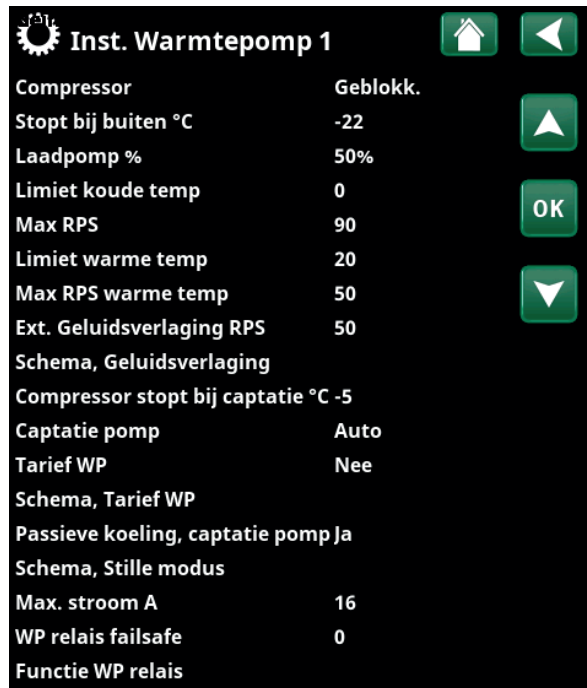 Inst. Warmtepomp 1
Compressor Geblokk.
Stopt bij buiten °C -22
Laadpomp % 50%
Limiet koude temp 0
OK
Max RPS 90
Limiet warme temp 20
Max RPS warme temp 50
Ext. Geluidsverlaging RPS 50
Schema, Geluidsverlaging
Compressor stopt bij captatie °C -5
Captatie pomp Auto
Tarief WP Nee
Schema, Tarief WP
Passieve koeling, captatie pomp Ja
Schema, Stille modus
Max. stroom A 16
WP relais failsafe 0
Functie WP relais